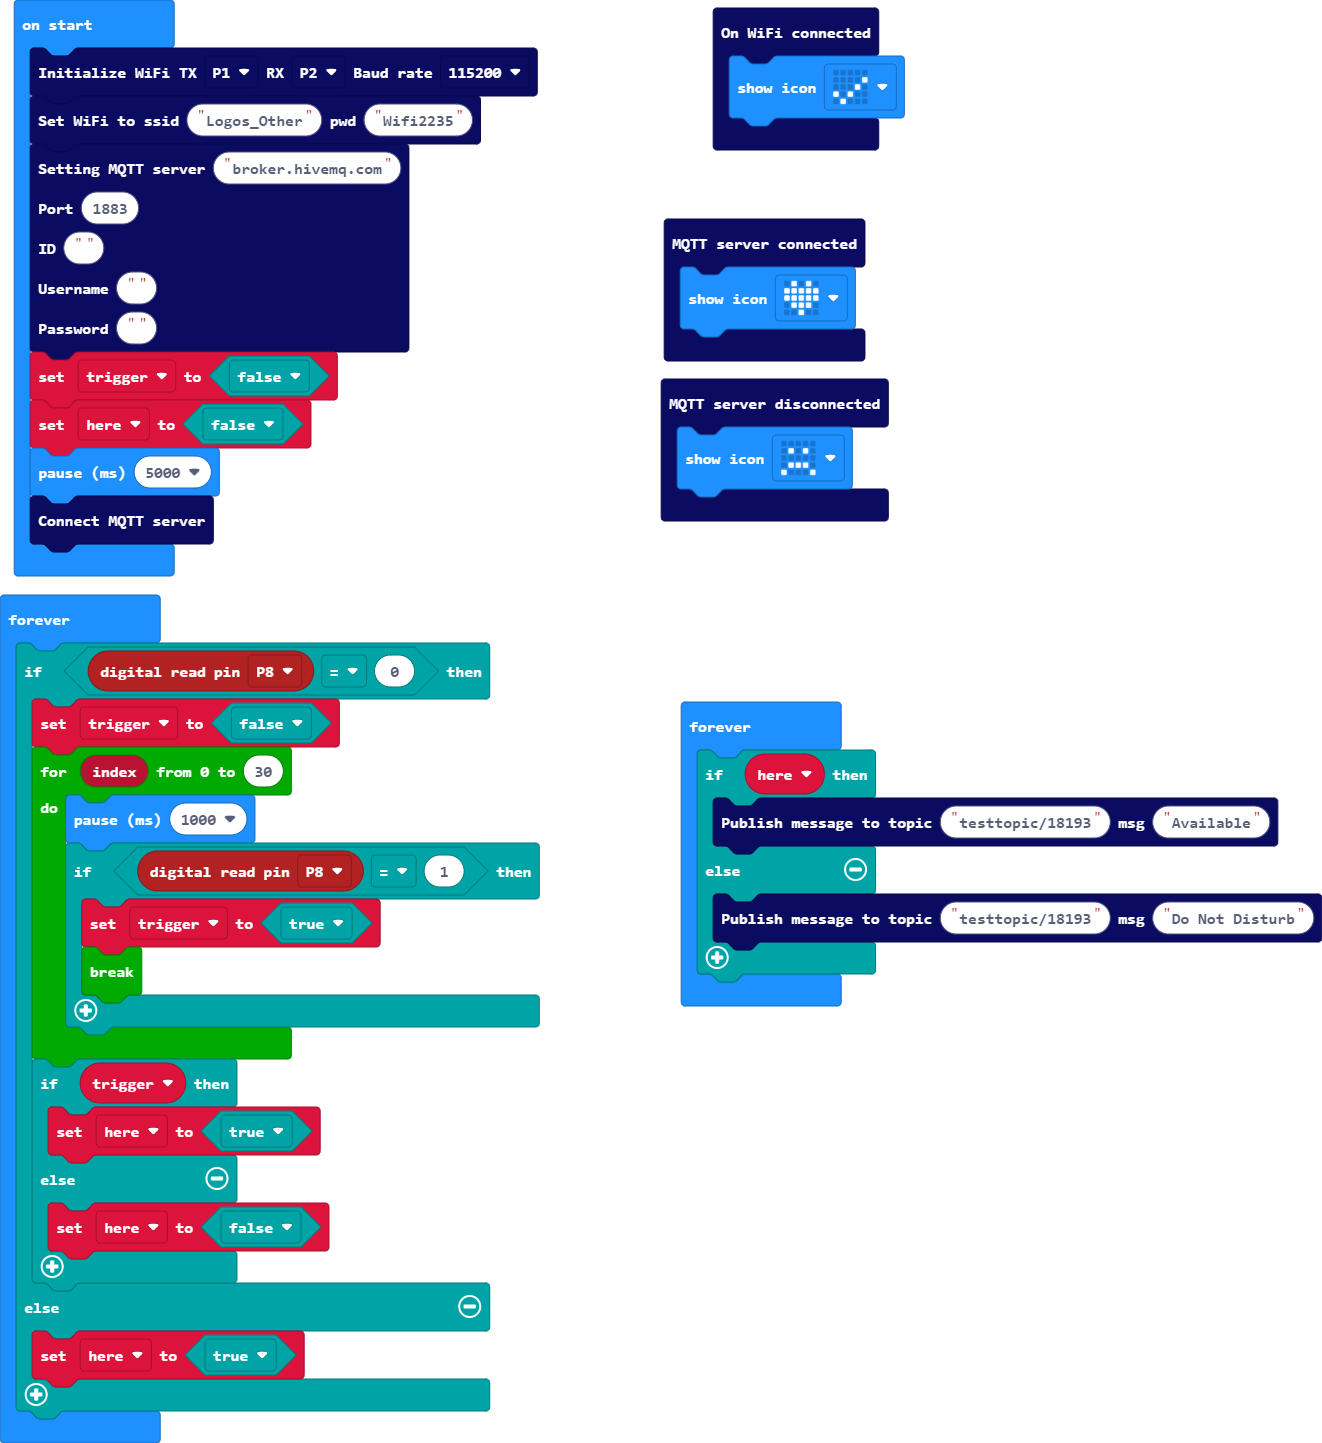 on start
Initialize WiFi TX P1 RX P2 Baud rate 115200
Set WiFi to ssid "Logos_Other" pwd "Wifi2235"
Setting MQTT server "broker.hivemq.com"
Port 1883
ID " "
Username " "
Password " "
set trigger to false
set here to false
pause (ms) 5000
Connect MQTT server
On WiFi connected
show icon
MQTT server connected
show icon
MQTT server disconnected
show icon
forever
if digital read pin P8 = 0 then
set trigger to false
for index from 0 to 30
do
pause (ms) 1000
if digital read pin P8 = 1 then
set trigger to true
break
if trigger then
set here to true
else
set here to false
else
set here to true
forever
if here then
Publish message to topic "testtopic/18193" msg "Available"
else
Publish message to topic "testtopic/18193" msg "Do Not Disturb"